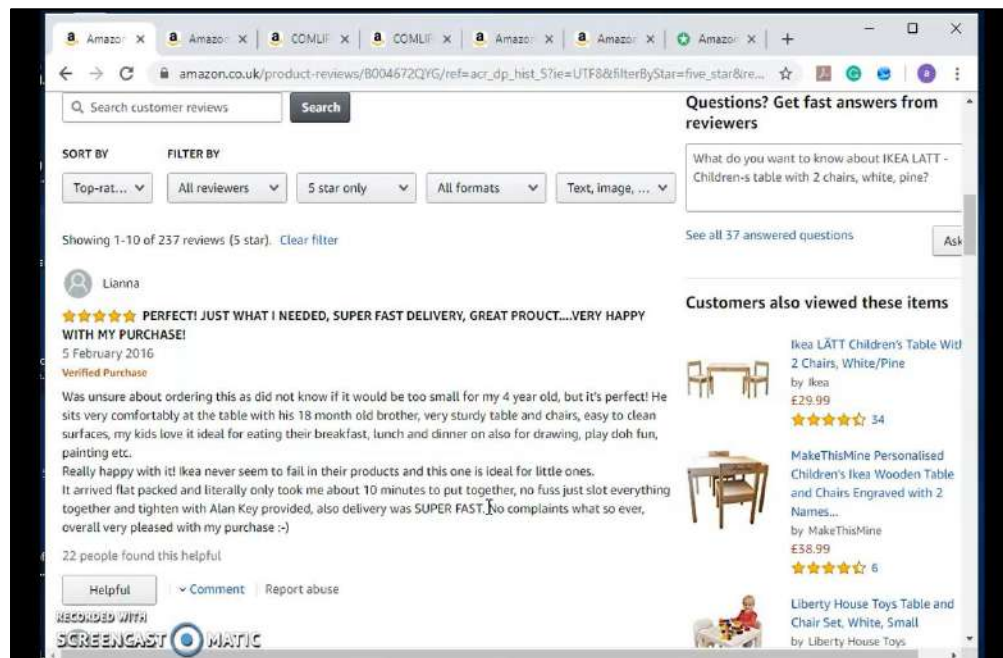 Amazon
Amazon
COMLIF
COMLIF
Amazon
Amazon
Amazon
amazon.co.uk/product-reviews/B004672QYG/ref=acr_dp_hist_5?ie=UTF8&filterByStar=five_star&re...
Search customer reviews
Search
SORT BY
FILTER BY
Top-rat...
All reviewers
5 star only
All formats
Text, image, ...
Showing 1-10 of 237 reviews (5 star). Clear filter
Lianna
PERFECT! JUST WHAT I NEEDED, SUPER FAST DELIVERY, GREAT PROUCT....VERY HAPPY
WITH MY PURCHASE!
5 February 2016
Verified Purchase
Was unsure about ordering this as did not know if it would be too small for my 4 year old, but it's perfect! He
sits very comfortably at the table with his 18 month old brother, very sturdy table and chairs, easy to clean
surfaces, my kids love it ideal for eating their breakfast, lunch and dinner on also for drawing, play doh fun,
painting etc.
Really happy with it! Ikea never seem to fail in their products and this one is ideal for little ones.
It arrived flat packed and literally only took me about 10 minutes to put together, no fuss just slot everything
together and tighten with Alan Key provided, also delivery was SUPER FAST. No complaints what so ever,
overall very pleased with my purchase :-)
22 people found this helpful
Helpful
Comment
Report abuse
Questions? Get fast answers from
reviewers
What do you want to know about IKEA LATT -
Children-s table with 2 chairs, white, pine?
See all 37 answered questions
Ask
Customers also viewed these items
Ikea LÄTT Children's Table With
2 Chairs, White/Pine
by Ikea
£29.99
34
MakeThisMine Personalised
Children's Ikea Wooden Table
and Chairs Engraved with 2
Names...
by MakeThisMine
£38.99
6
Liberty House Toys Table and
Chair Set, White, Small
by Liberty House Toys
RECORDED WITH
SCREENCAST MATIC